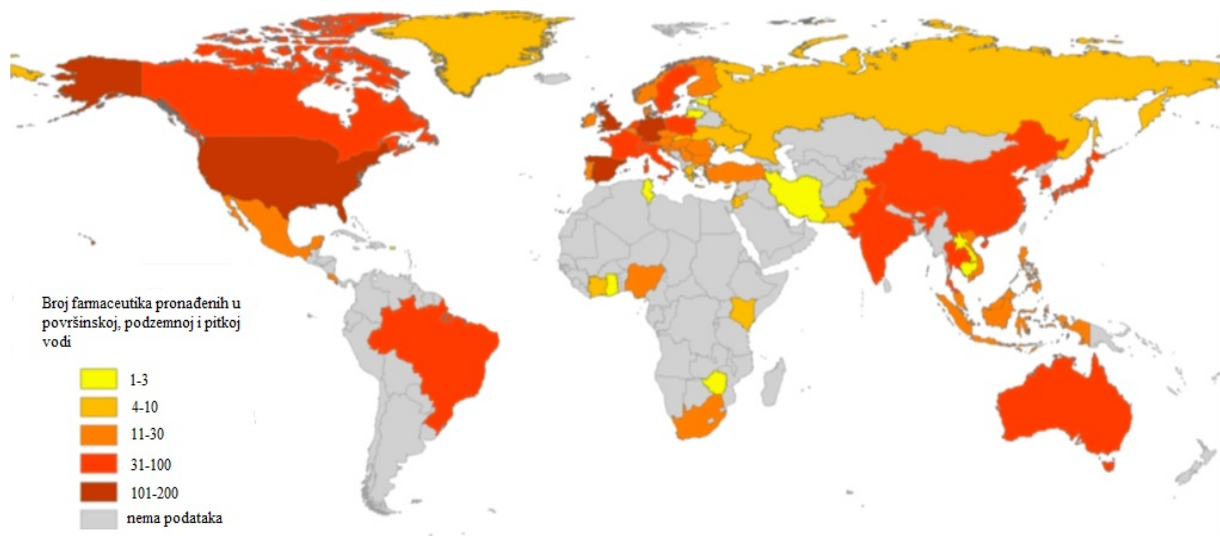 Broj farmaceutika pronađenih u
površinskoj, podzemnoj i pitkoj
vodi
1-3
4-10
11-30
31-100
101-200
nema podataka